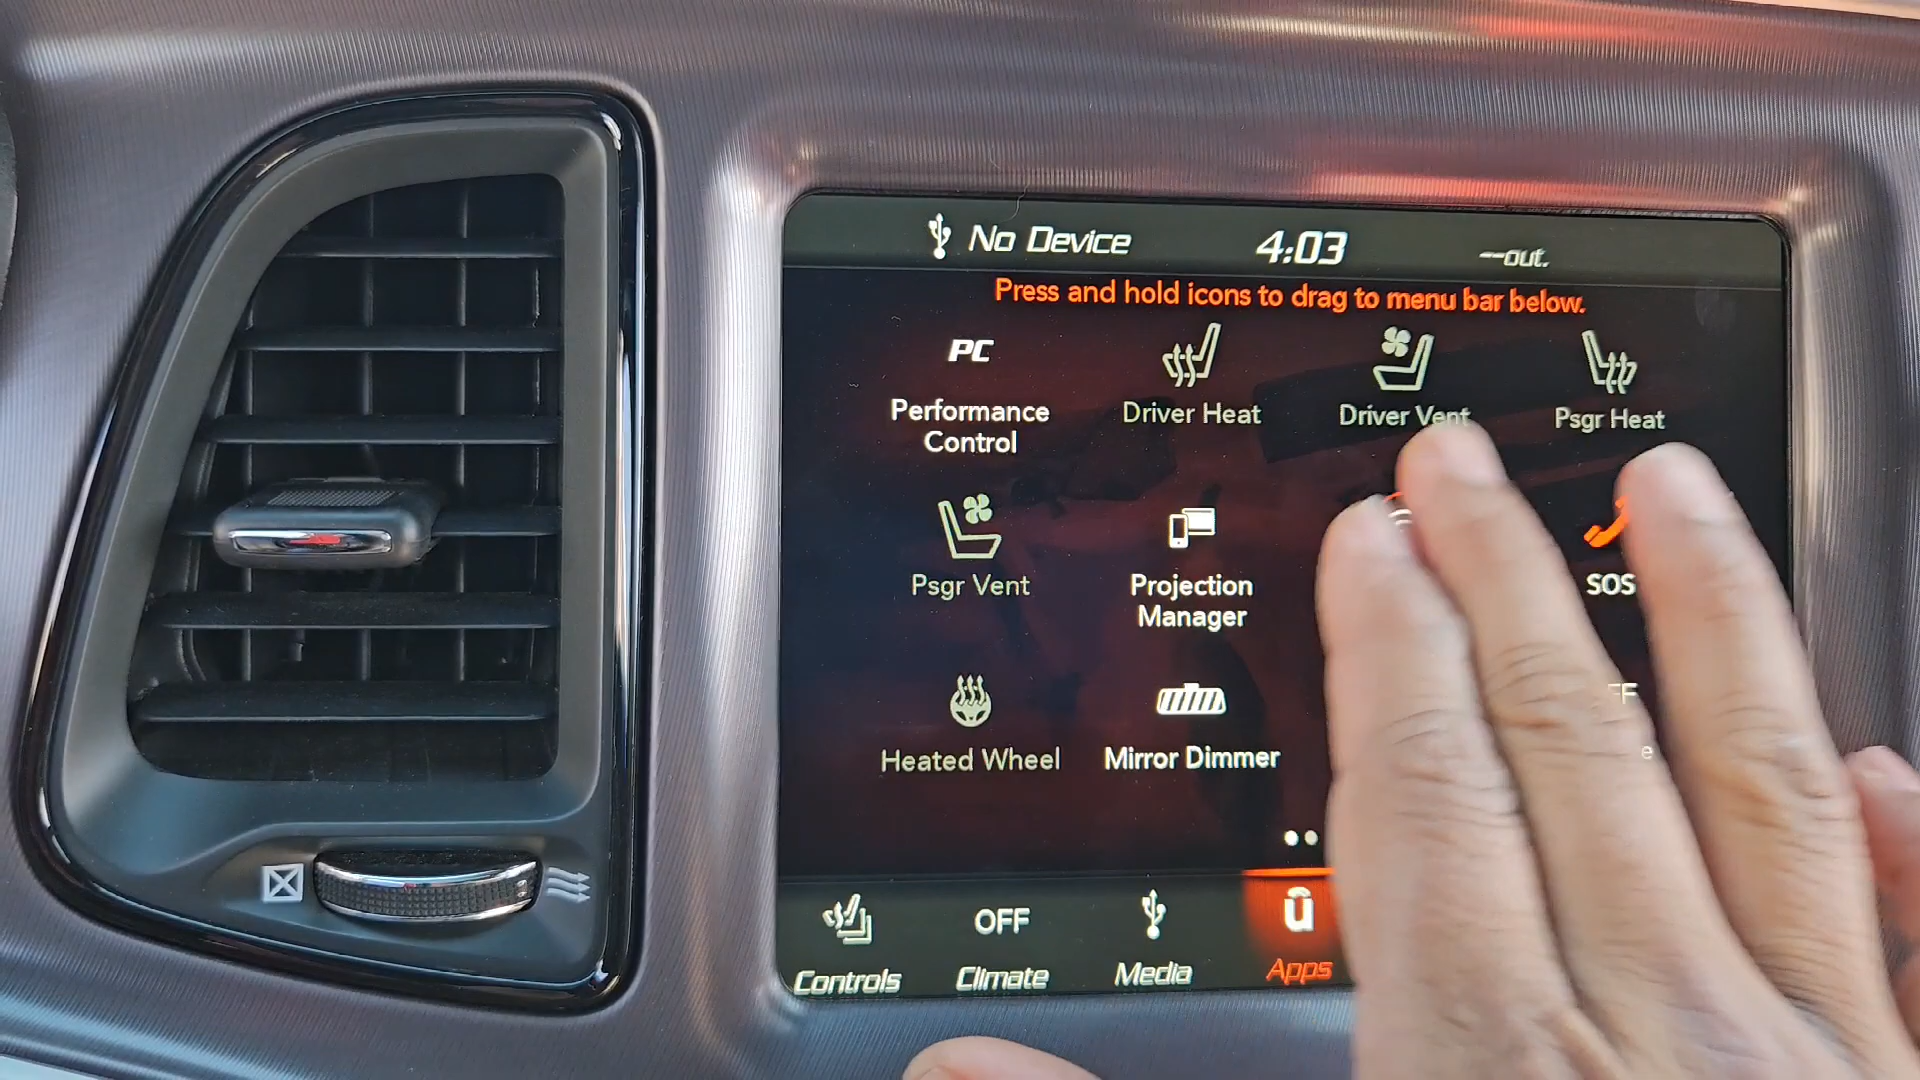 No Device
4:03
--out.
Press and hold icons to drag to menu bar below.
PC
Performance
Control
Driver Heat
Driver Vent
Psgr Heat
Psgr Vent
Projection
Manager
SOS
Heated Wheel
Mirror Dimmer
Controls
OFF
Climate
Media
Apps